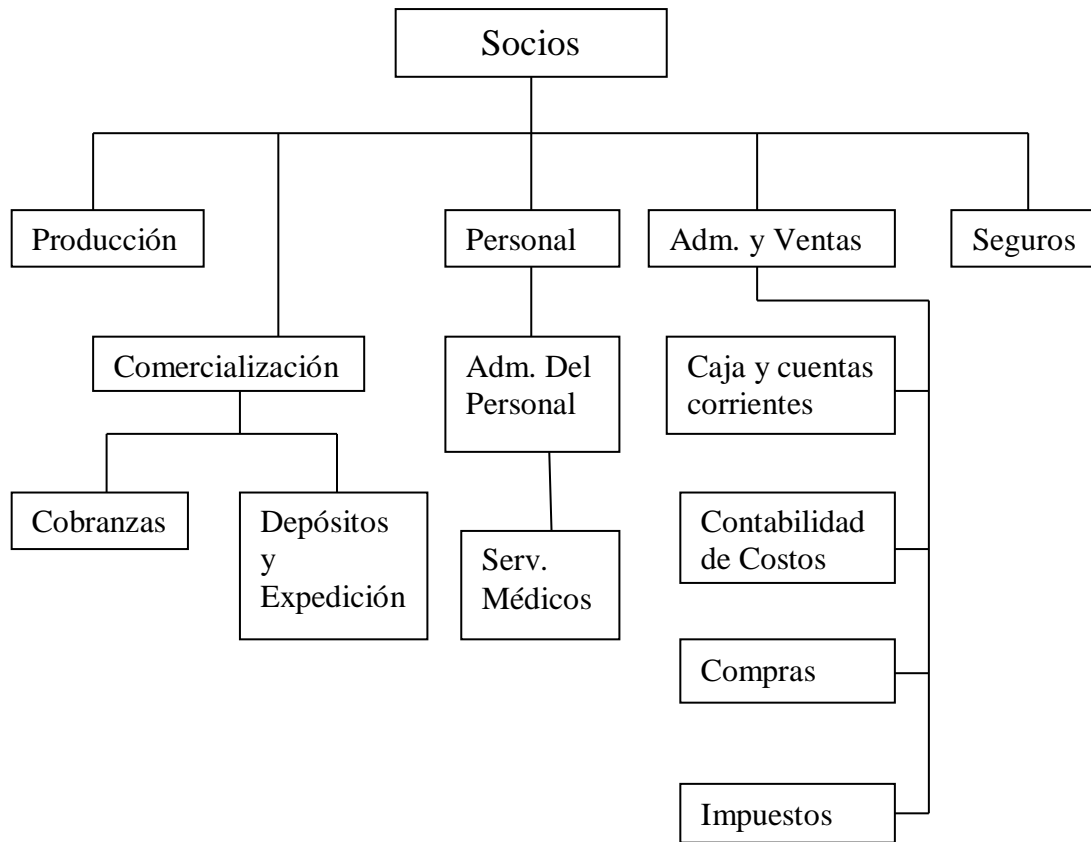 Socios
Producción
Personal
Adm. y Ventas
Seguros
Comercialización
Adm. Del
Personal
Caja y cuentas
corrientes
Cobranzas
Depósitos
y
Expedición
Serv.
Médicos
Contabilidad
de Costos
Compras
Impuestos